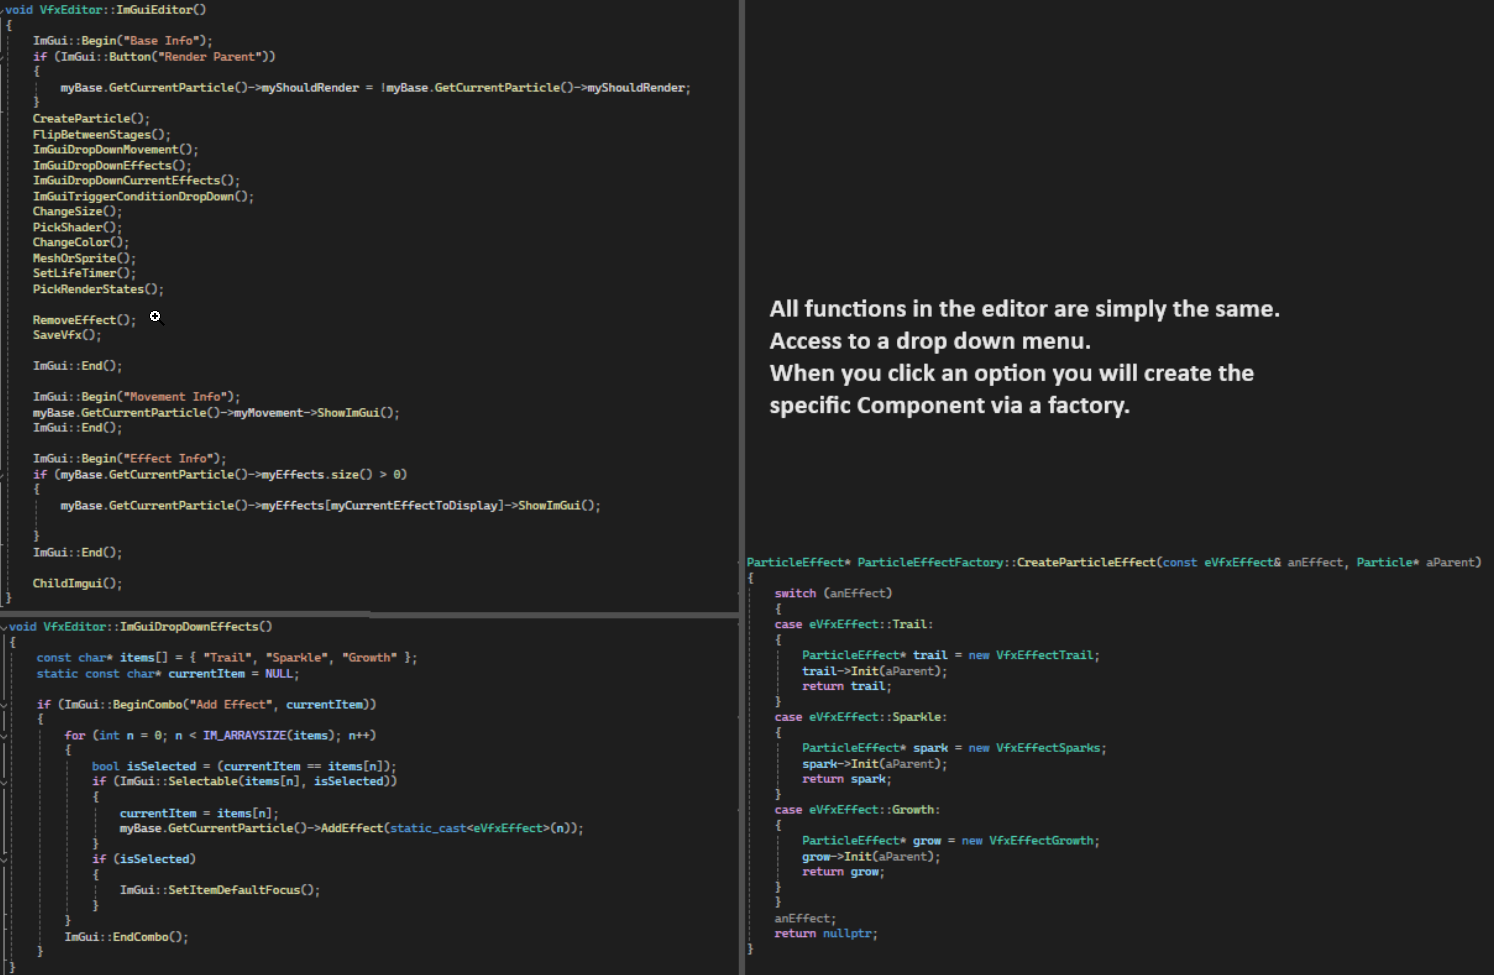 void VfxEditor::ImGuiEditor()
{
ImGui::Begin("Base Info");
if (ImGui::Button("Render Parent"))
{
myBase.GetCurrentParticle()->myShouldRender = !myBase.GetCurrentParticle()->myShouldRender;
}
CreateParticle();
FlipBetweenStages();
ImGuiDropDownMovement();
ImGuiDropDownEffects();
ImGuiDropDownCurrentEffects();
ImGuiTriggerConditionDropDown();
ChangeSize();
PickShader();
ChangeColor();
MeshOrSprite();
SetLifeTimer();
PickRenderStates();
RemoveEffect();
SaveVfx();
ImGui::End();
ImGui::Begin("Movement Info");
myBase.GetCurrentParticle()->myMovement->ShowImGui();
ImGui::End();
ImGui::Begin("Effect Info");
if (myBase.GetCurrentParticle()->myEffects.size() > 0)
{
myBase.GetCurrentParticle()->myEffects[myCurrentEffectToDisplay]->ShowImGui();
}
ImGui::End();
ChildImgui();
}
void VfxEditor::ImGuiDropDownEffects()
{
const char* items[] = { "Trail", "Sparkle", "Growth" };
static const char* currentItem = NULL;
if (ImGui::BeginCombo("Add Effect", currentItem))
{
for (int n = 0; n < IM_ARRAYSIZE(items); n++)
{
bool isSelected = (currentItem == items[n]);
if (ImGui::Selectable(items[n], isSelected))
{
currentItem = items[n];
myBase.GetCurrentParticle()->AddEffect(static_cast<eVfxEffect>(n));
}
if (isSelected)
{
ImGui::SetItemDefaultFocus();
}
}
ImGui::EndCombo();
}
}
All functions in the editor are simply the same.
Access to a drop down menu.
When you click an option you will create the
specific Component via a factory.
ParticleEffect* ParticleEffectFactory::CreateParticleEffect(const eVfxEffect& anEffect, Particle* aParent)
{
switch (anEffect)
{
case eVfxEffect::Trail:
{
ParticleEffect* trail = new VfxEffectTrail;
trail->Init(aParent);
return trail;
}
case eVfxEffect::Sparkle:
{
ParticleEffect* spark = new VfxEffectSparks;
spark->Init(aParent);
return spark;
}
case eVfxEffect::Growth:
{
ParticleEffect* grow = new VfxEffectGrowth;
grow->Init(aParent);
return grow;
}
}
anEffect;
return nullptr;
}